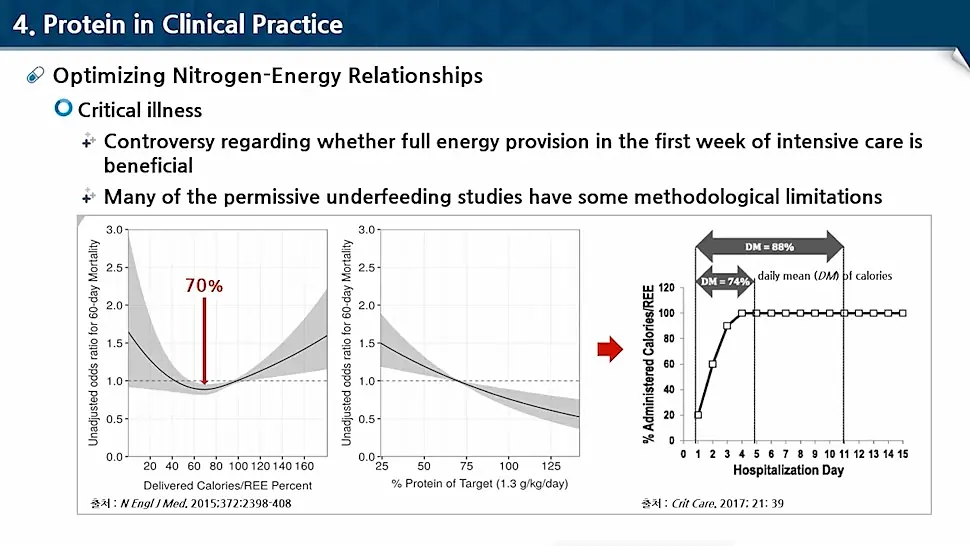 4. Protein in Clinical Practice
Optimizing Nitrogen-Energy Relationships
Critical illness
Controversy regarding whether full energy provision in the first week of intensive care is
beneficial
Many of the permissive underfeeding studies have some methodological limitations
Unadjusted odds ratio for 60-day Mortality
3.0
2.5
2.0
1.5
1.0
0.5
0.0
70%
20 40 60 80 100 120 140 160
Delivered Calories/REE Percent
출처 : N Engl J Med. 2015;372:2398-408
Unadjusted odds ratio for 60-day Mortality
3.0
2.5
2.0
1.5
1.0
0.5
0.0
25 50 75 100 125
% Protein of Target (1.3 g/kg/day)
DM = 88%
DM = 74%
daily mean (DM) of calories
% Administered Calories/REE
120
100
80
60
40
20
0
0 1 2 3 4 5 6 7 8 9 10 11 12 13 14 15
Hospitalization Day
출처 : Crit Care. 2017; 21: 39